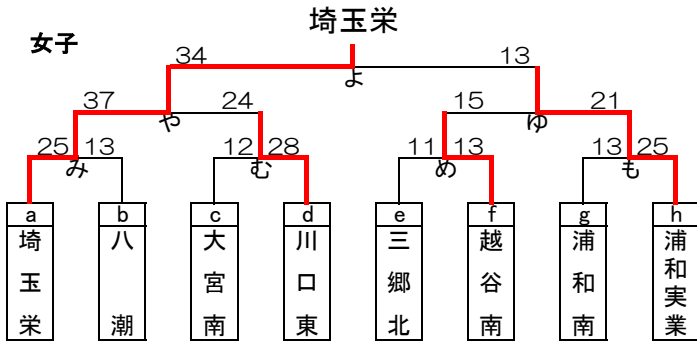 埼玉栄
女子
34 13
よ
37 24 15 21
や ゆ
25 13 12 28 11 13 13 25
み む め も
a b c d e f g h
埼玉栄 八潮 大宮南 川口東 三郷北 越谷南 浦和南 浦和実業